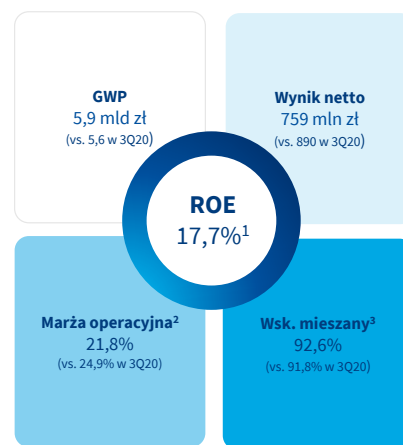 GWP
5,9 mld zł
(vs. 5,6 w 3Q20)
Wynik netto
759 mln zł
(vs. 890 w 3Q20)
ROE
17,7%¹
Marża operacyjna²
21,8%
(vs. 24,9% w 3Q20)
Wsk. mieszany³
92,6%
(vs. 91,8% w 3Q20)